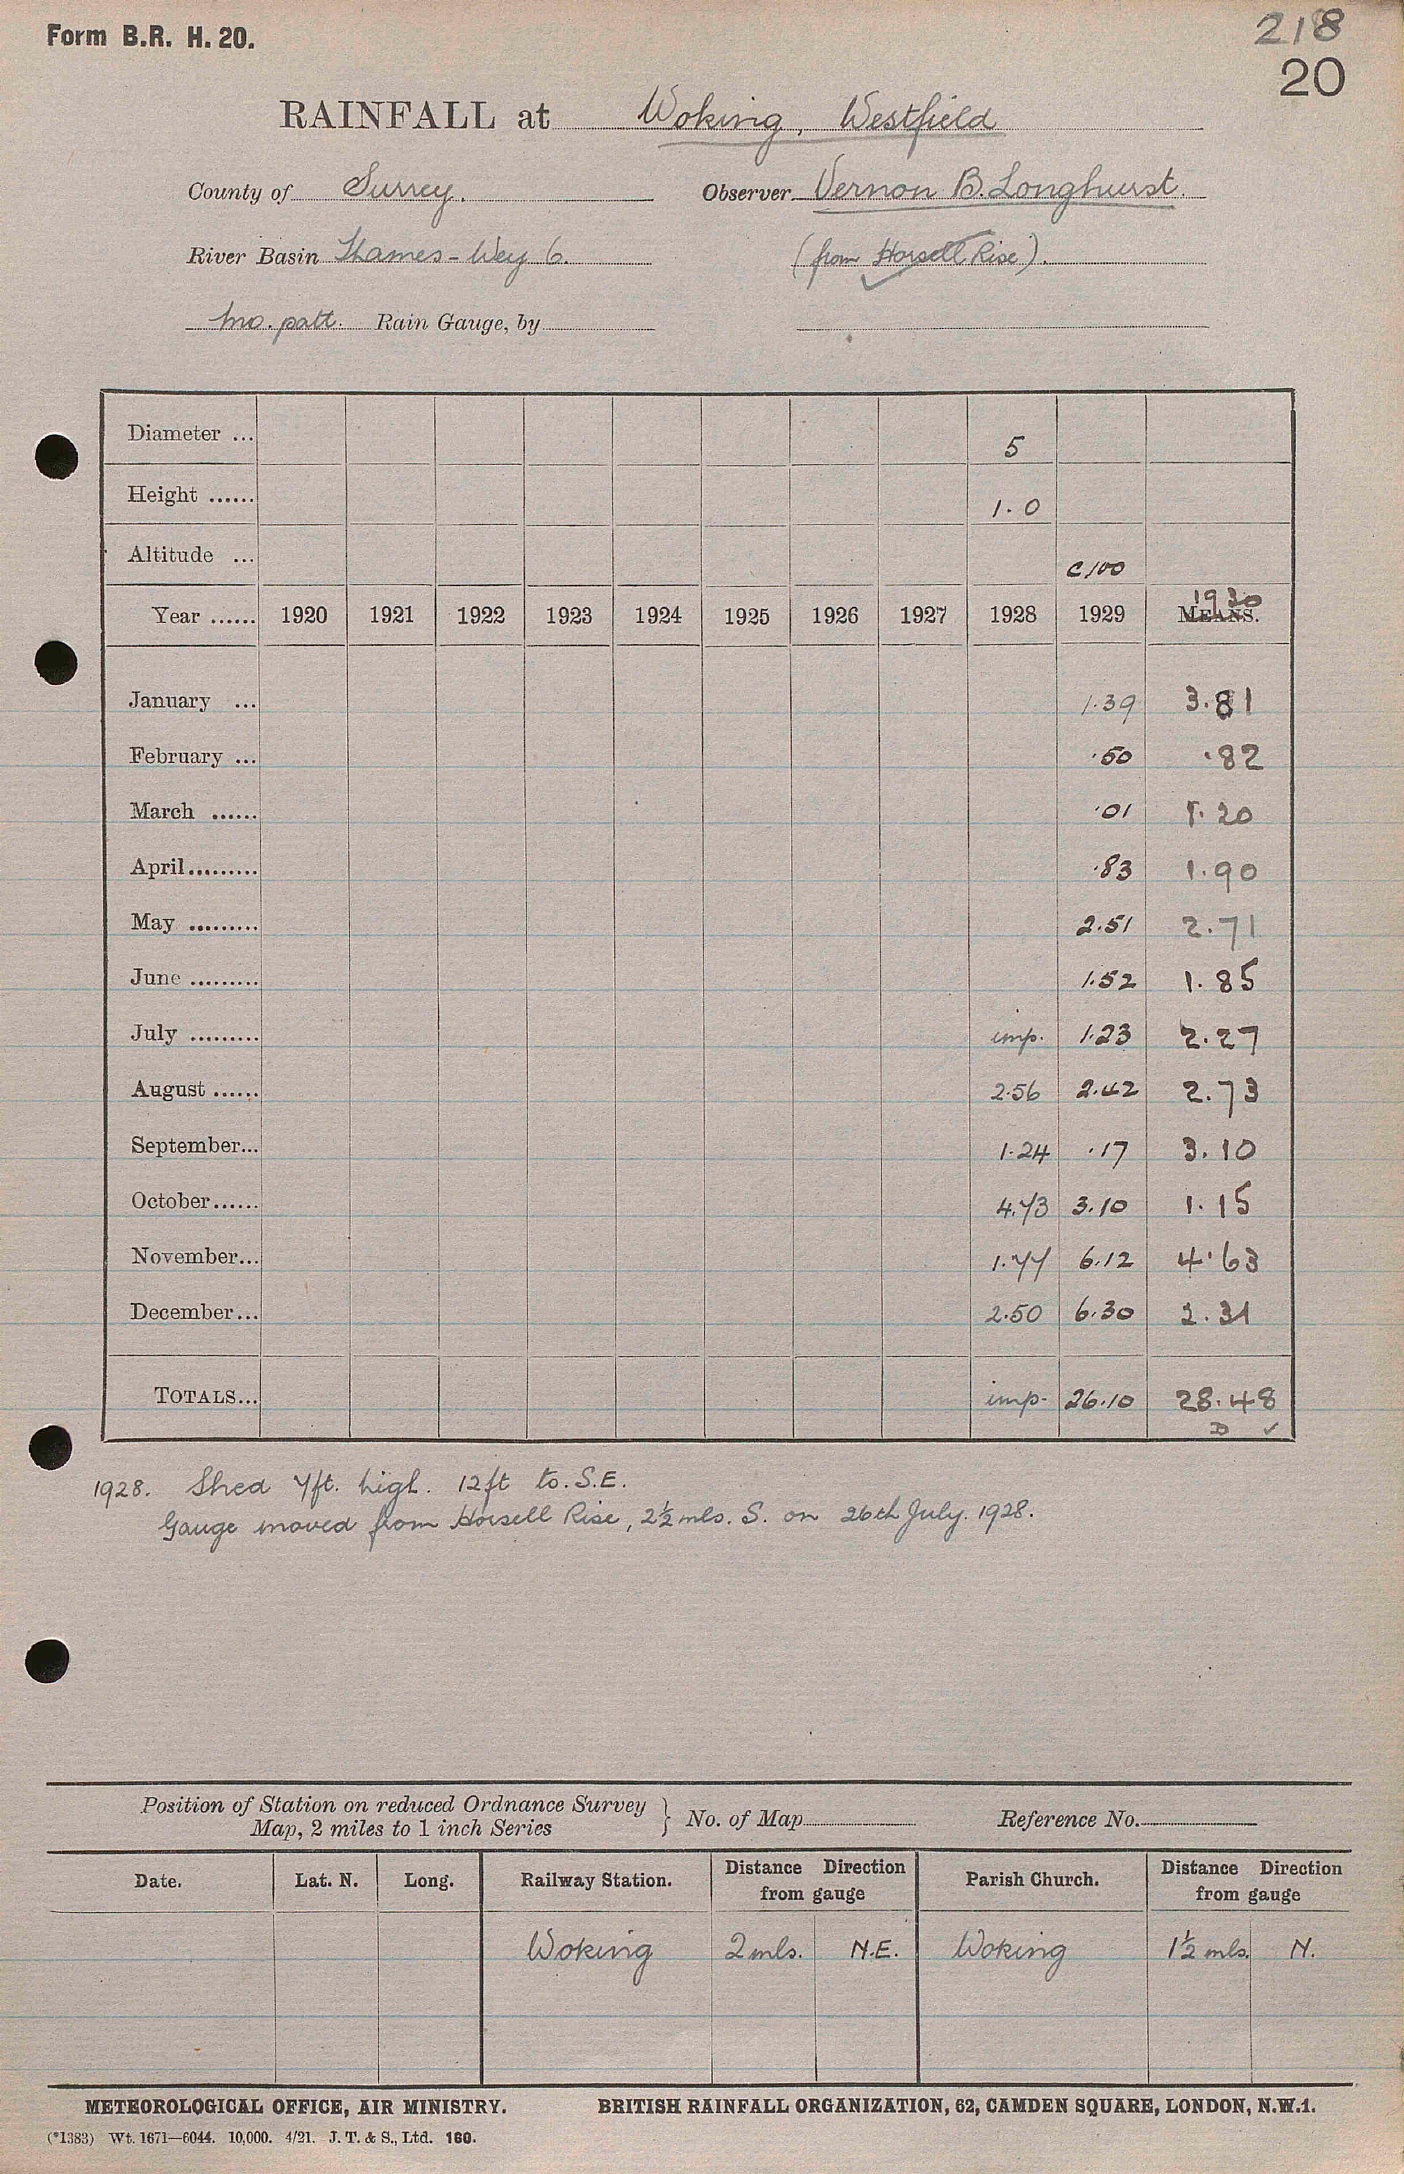 Form B.R. H. 20.
218
20
RAINFALL at Woking, Westfield
County of Surrey. Observer Vernon B. Longhurst.
River Basin Thames - Wey 6. (from Horsell Rise).
Mo. patt. Rain Gauge, by
Diameter ... 5
Height ...... 1.0
Altitude ... c 100
Year ...... 1920 1921 1922 1923 1924 1925 1926 1927 1928 1929 MEANS. 1930
January ... 1.39 3.81
February ... .50 .82
March ...... .01 1.20
April ......... .83 1.90
May ......... 2.51 2.71
June ......... 1.52 1.85
July ......... imp. 1.23 2.27
August ...... 2.56 2.42 2.73
September... 1.24 .17 3.10
October...... 4.73 3.10 1.15
November... 1.77 6.12 4.63
December... 2.50 6.30 2.31
TOTALS... imp. 26.10 28.48
D ✓
1928. Shed 7ft. high. 12ft to. S.E.
Gauge moved from Horsell Rise, 2½ mls. S. on 26th July. 1928.
Position of Station on reduced Ordnance Survey
Map, 2 miles to 1 inch Series } No. of Map Reference No.
Date. Lat. N. Long. Railway Station. Distance Direction from gauge Parish Church. Distance Direction from gauge
Woking 2 mls. N.E. Woking 1½ mls. N.
METEOROLOGICAL OFFICE, AIR MINISTRY. BRITISH RAINFALL ORGANIZATION, 62, CAMDEN SQUARE, LONDON, N.W.1.
(*1383) Wt. 1671—6044. 10,000. 4/21. J. T. & S., Ltd. 160.